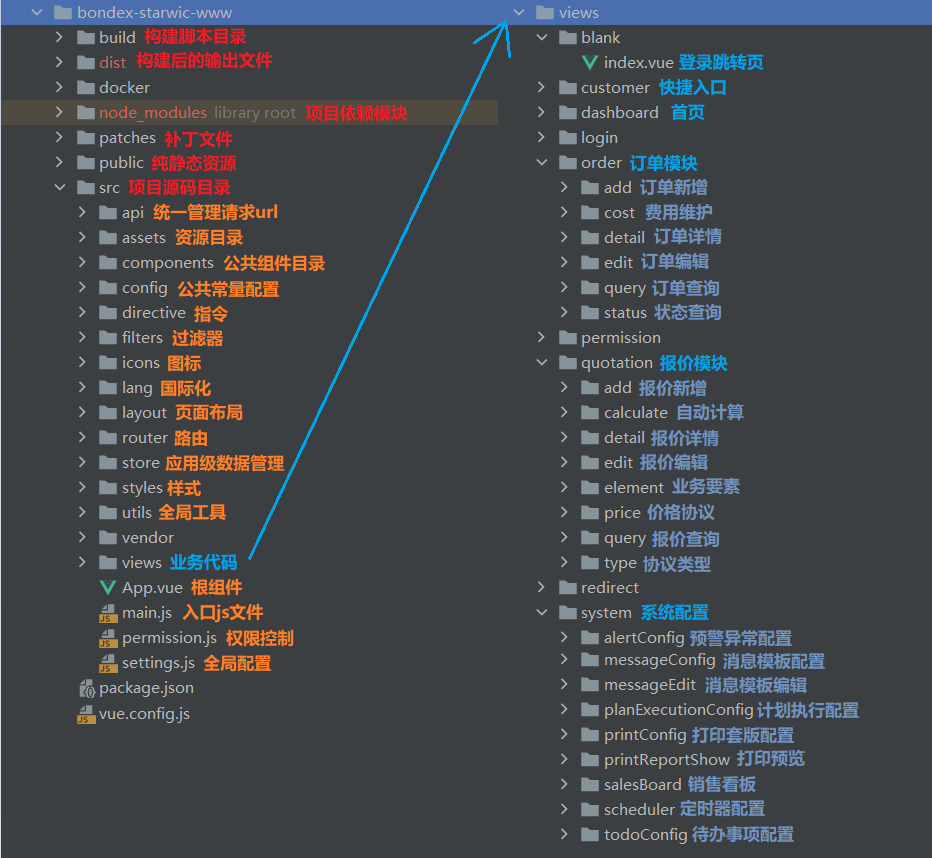 bondex-starwic-www
build 构建脚本目录
dist 构建后的输出文件
docker
node_modules library root 项目依赖模块
patches 补丁文件
public 纯静态资源
src 项目源码目录
api 统一管理请求url
assets 资源目录
components 公共组件目录
config 公共常量配置
directive 指令
filters 过滤器
icons 图标
lang 国际化
layout 页面布局
router 路由
store 应用级数据管理
styles 样式
utils 全局工具
vendor
views 业务代码
App.vue 根组件
main.js 入口js文件
permission.js 权限控制
settings.js 全局配置
package.json
vue.config.js
views
blank
index.vue 登录跳转页
customer 快捷入口
dashboard 首页
login
order 订单模块
add 订单新增
cost 费用维护
detail 订单详情
edit 订单编辑
query 订单查询
status 状态查询
permission
quotation 报价模块
add 报价新增
calculate 自动计算
detail 报价详情
edit 报价编辑
element 业务要素
price 价格协议
query 报价查询
type 协议类型
redirect
system 系统配置
alertConfig 预警异常配置
messageConfig 消息模板配置
messageEdit 消息模板编辑
planExecutionConfig 计划执行配置
printConfig 打印套版配置
printReportShow 打印预览
salesBoard 销售看板
scheduler 定时器配置
todoConfig 待办事项配置